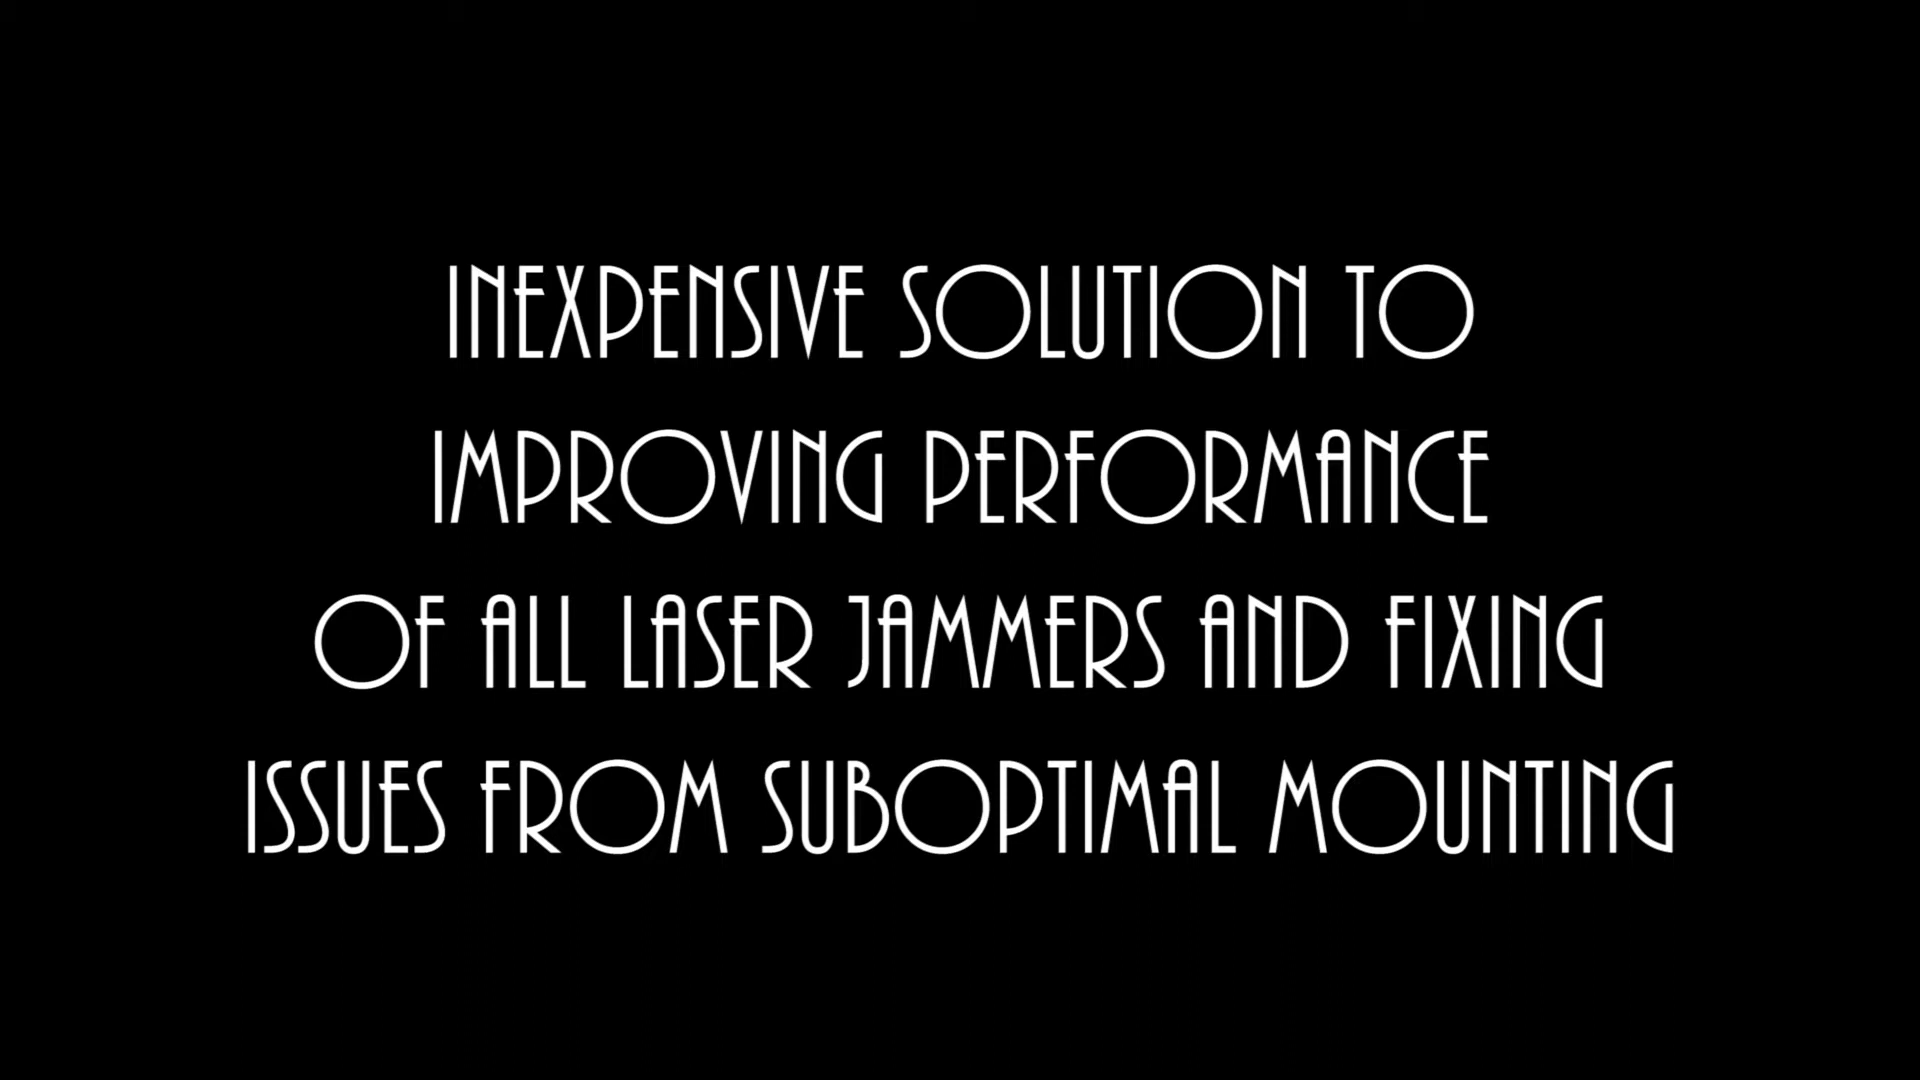 INEXPENSIVE SOLUTION TO
IMPROVING PERFORMANCE
OF ALL LASER JAMMERS AND FIXING
ISSUES FROM SUBOPTIMAL MOUNTING